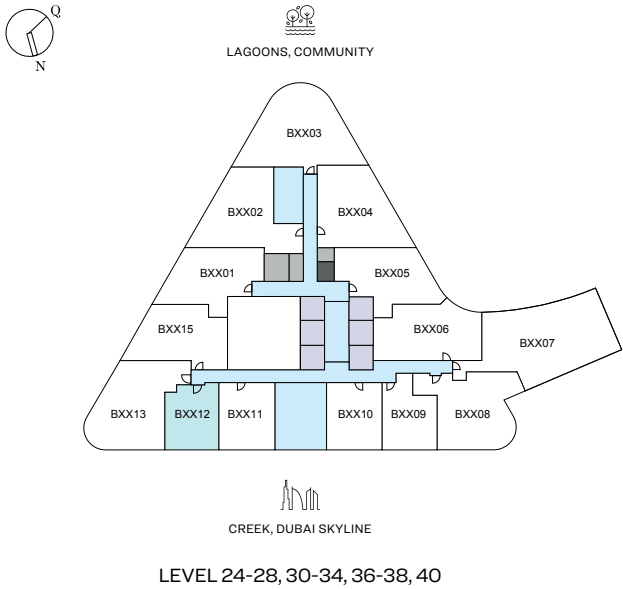 Q
N
LAGOONS, COMMUNITY
BXX03
BXX02 BXX04
BXX01 BXX05
BXX15 BXX06 BXX07
BXX13 BXX12 BXX11 BXX10 BXX09 BXX08
CREEK, DUBAI SKYLINE
LEVEL 24-28, 30-34, 36-38, 40